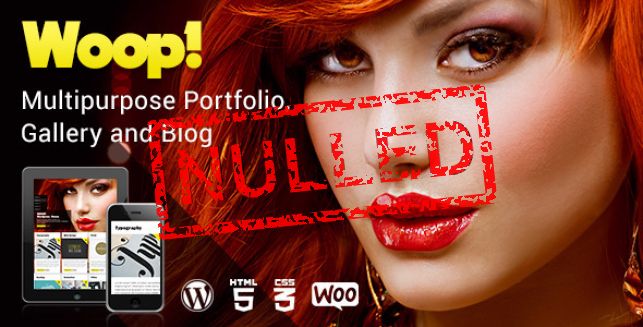 Woop!
Multipurpose Portfolio,
Gallery and Blog
NULLED
Typography
HTML
5
CSS
3
WOO